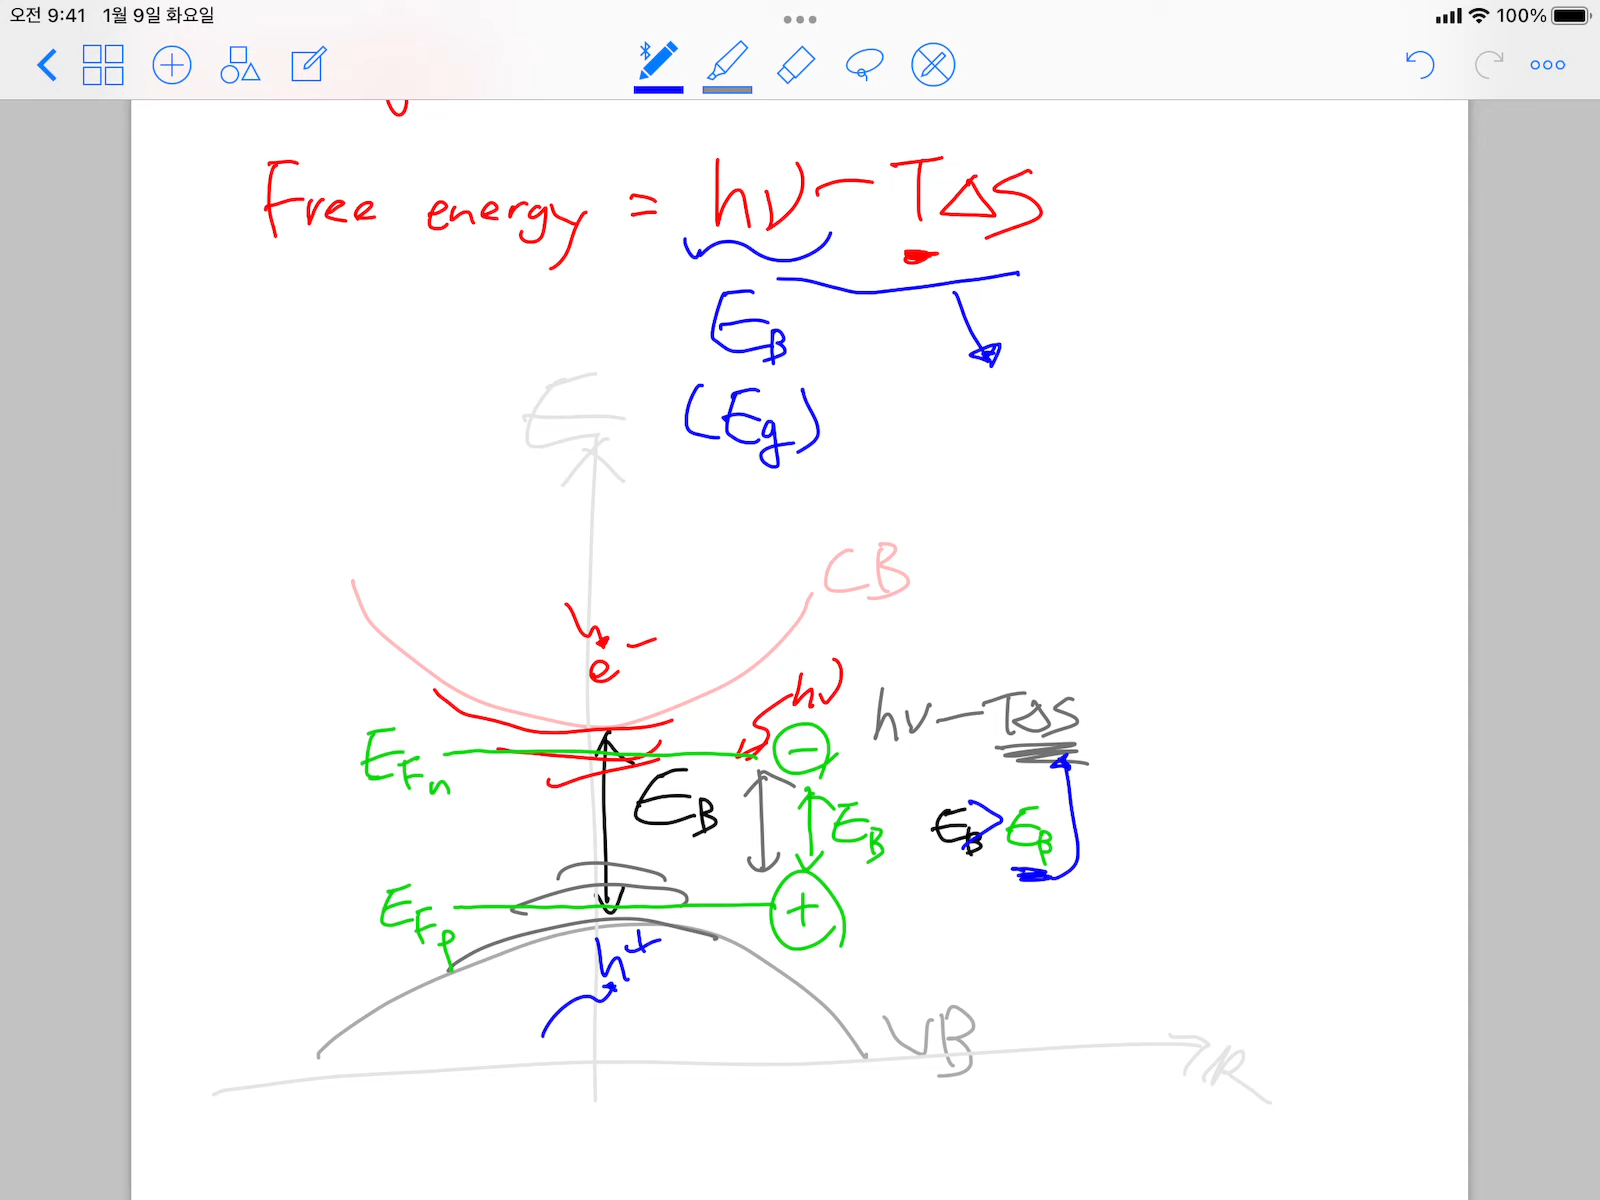 오전 9:41 1월 9일 화요일
100%
Free energy = hν - TΔS
E_B
(Eg)
E
CB
e⁻
hν
hν - TΔS
E_Fn
−
E_B
E_B
E_B > E_B
E_Fp
+
h⁺
VB
k